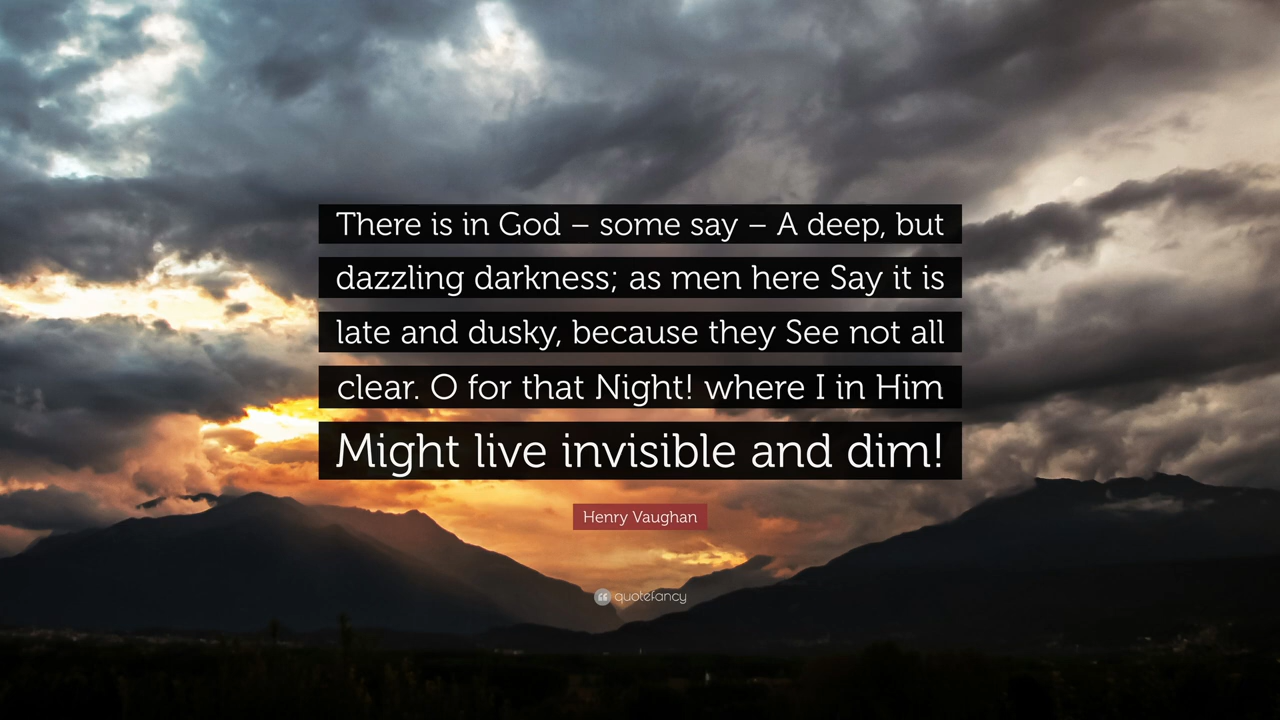 There is in God – some say – A deep, but
dazzling darkness; as men here Say it is
late and dusky, because they See not all
clear. O for that Night! where I in Him
Might live invisible and dim!
Henry Vaughan
quotefancy